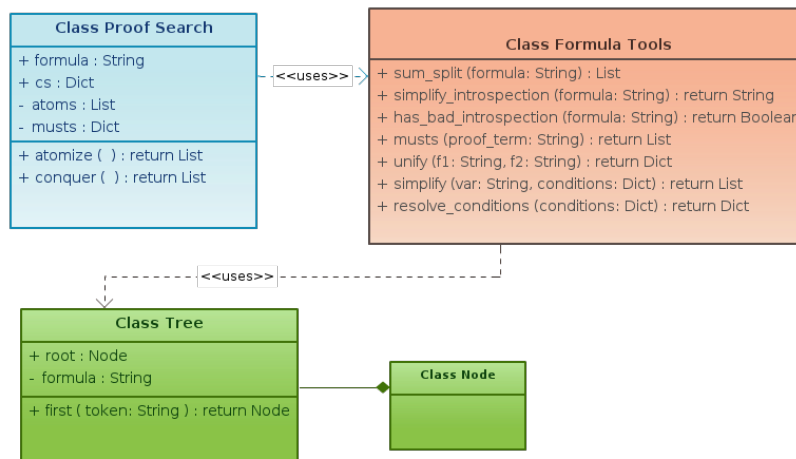 Class Proof Search
+ formula : String
+ cs : Dict
- atoms : List
- musts : Dict
+ atomize (  ) : return List
+ conquer (  ) : return List
<<uses>>
Class Formula Tools
+ sum_split (formula: String) : List
+ simplify_introspection (formula: String) : return String
+ has_bad_introspection (formula: String) : return Boolean
+ musts (proof_term: String) : return List
+ unify (f1: String, f2: String) : return Dict
+ simplify (var: String, conditions: Dict) : return List
+ resolve_conditions (conditions: Dict) : return Dict
<<uses>>
Class Tree
+ root : Node
- formula : String
+ first ( token: String ) : return Node
Class Node